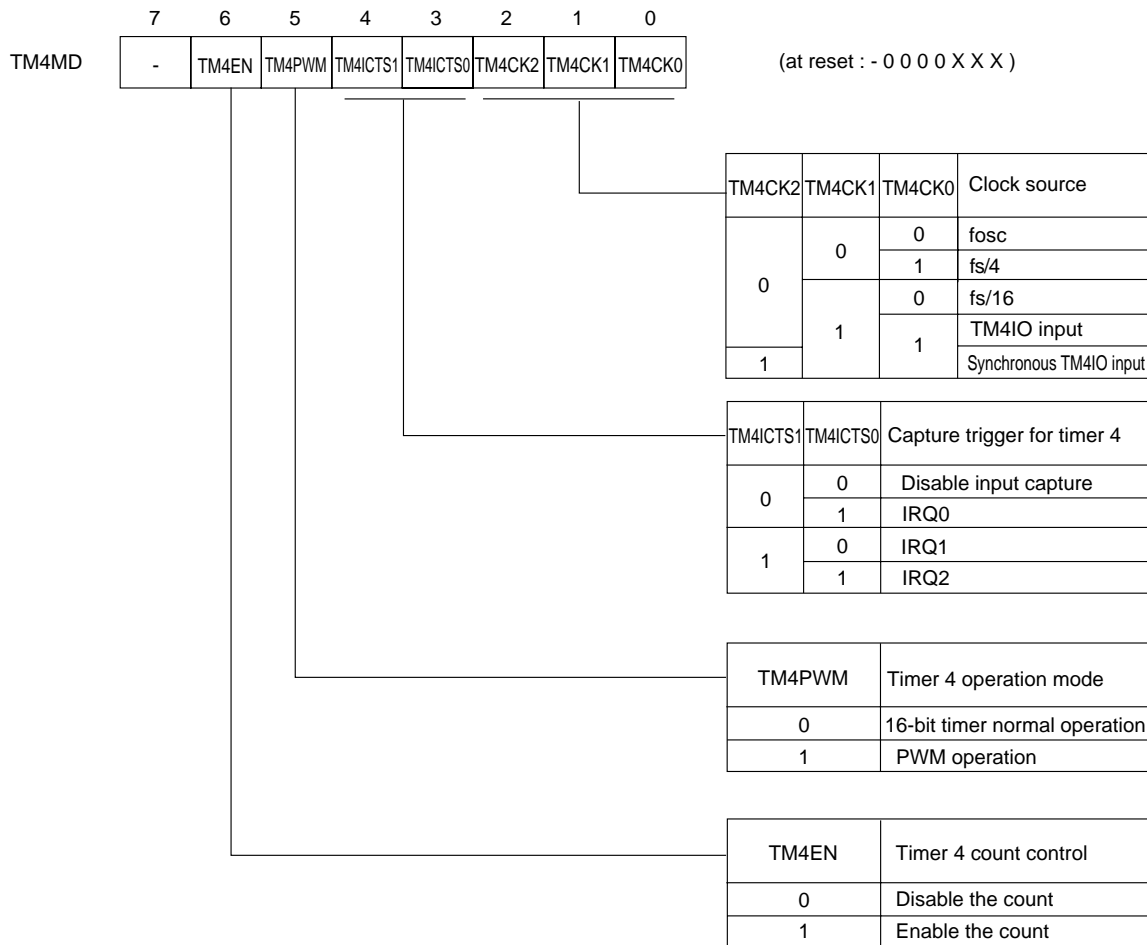 7 6 5 4 3 2 1 0
TM4MD - TM4EN TM4PWM TM4ICTS1 TM4ICTS0 TM4CK2 TM4CK1 TM4CK0 (at reset : - 0 0 0 0 X X X )
TM4CK2 TM4CK1 TM4CK0 Clock source
0 0 0 fosc
1 fs/4
1 0 fs/16
1 TM4IO input
1 Synchronous TM4IO input
TM4ICTS1 TM4ICTS0 Capture trigger for timer 4
0 0 Disable input capture
1 IRQ0
1 0 IRQ1
1 IRQ2
TM4PWM Timer 4 operation mode
0 16-bit timer normal operation
1 PWM operation
TM4EN Timer 4 count control
0 Disable the count
1 Enable the count